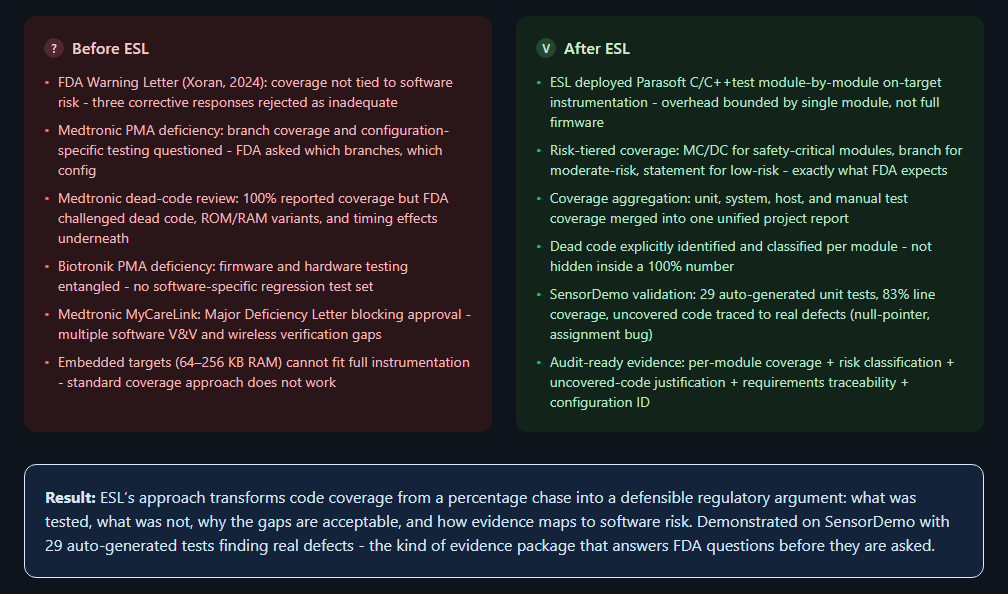 ? Before ESL
• FDA Warning Letter (Xoran, 2024): coverage not tied to software
risk - three corrective responses rejected as inadequate
• Medtronic PMA deficiency: branch coverage and configuration-
specific testing questioned - FDA asked which branches, which
config
• Medtronic dead-code review: 100% reported coverage but FDA
challenged dead code, ROM/RAM variants, and timing effects
underneath
• Biotronik PMA deficiency: firmware and hardware testing
entangled - no software-specific regression test set
• Medtronic MyCareLink: Major Deficiency Letter blocking approval -
multiple software V&V and wireless verification gaps
• Embedded targets (64–256 KB RAM) cannot fit full instrumentation
- standard coverage approach does not work
V After ESL
• ESL deployed Parasoft C/C++test module-by-module on-target
instrumentation - overhead bounded by single module, not full
firmware
• Risk-tiered coverage: MC/DC for safety-critical modules, branch for
moderate-risk, statement for low-risk - exactly what FDA expects
• Coverage aggregation: unit, system, host, and manual test
coverage merged into one unified project report
• Dead code explicitly identified and classified per module - not
hidden inside a 100% number
• SensorDemo validation: 29 auto-generated unit tests, 83% line
coverage, uncovered code traced to real defects (null-pointer,
assignment bug)
• Audit-ready evidence: per-module coverage + risk classification +
uncovered-code justification + requirements traceability +
configuration ID
Result: ESL's approach transforms code coverage from a percentage chase into a defensible regulatory argument: what was
tested, what was not, why the gaps are acceptable, and how evidence maps to software risk. Demonstrated on SensorDemo with
29 auto-generated tests finding real defects - the kind of evidence package that answers FDA questions before they are asked.